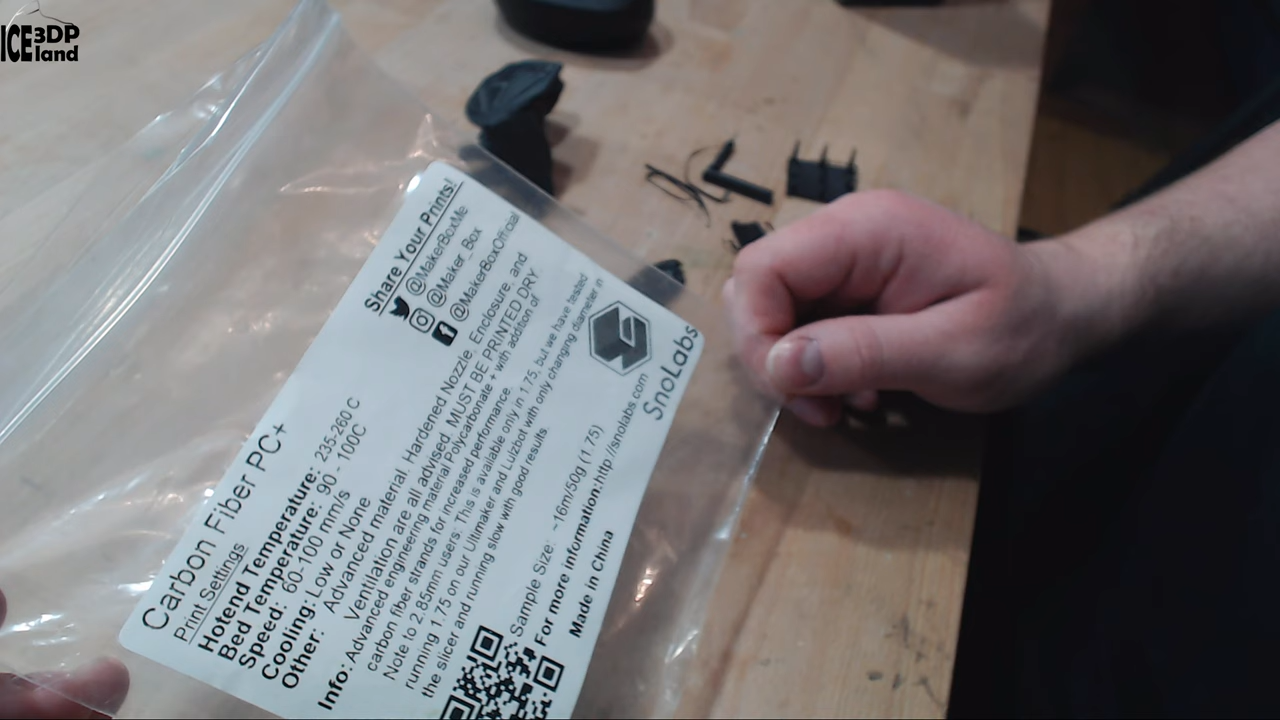 ICE 3DP
land
Share Your Prints!
@MakerBoxMe
@Maker_Box
@MakerBoxOfficial
Carbon Fiber PC+
Print Settings
Hotend Temperature: 235-260 C
Bed Temperature: 90 - 100C
Speed: 60-100 mm/s
Cooling: Low or None
Other: Advanced material. Hardened Nozzle, Enclosure, and
Ventilation are all advised. MUST BE PRINTED DRY
Info: Advanced engineering material Polycarbonate + with addition of
carbon fiber strands for increased performance.
Note to 2.85mm users: This is available only in 1.75, but we have tested
running 1.75 on our Ultimaker and Lulzbot with only changing diameter in
the slicer and running slow with good results.
SnoLabs
Sample Size: ~16m/50g (1.75)
For more information:http://snolabs.com
Made in China